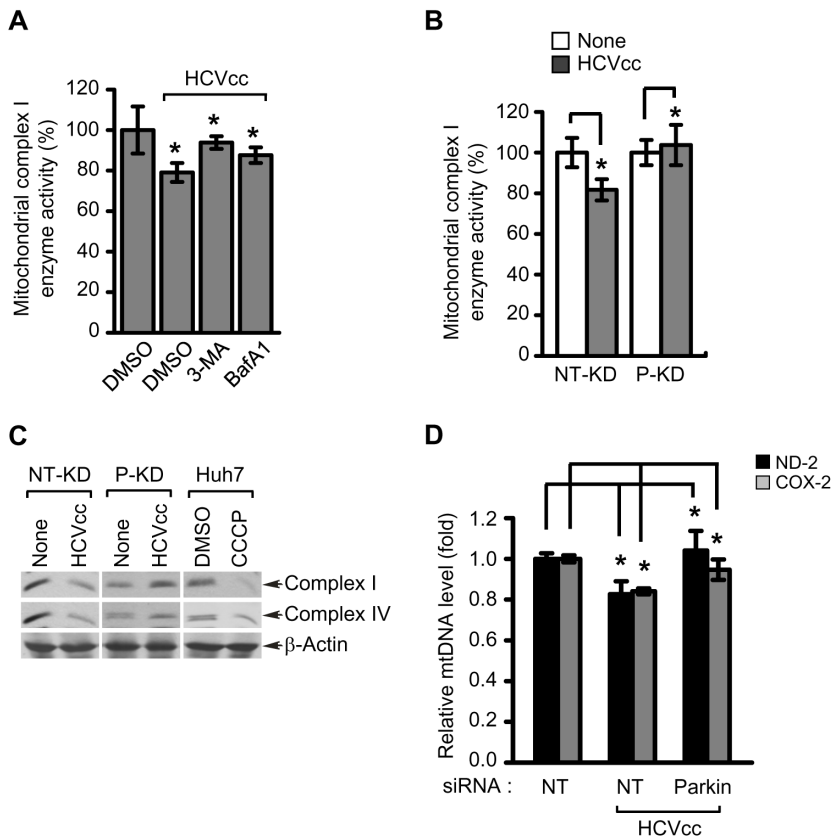 A
HCVcc
Mitochondrial complex I
enzyme activity (%)
120
100
80
60
40
20
0
*
*
*
DMSO
DMSO
3-MA
BafA1
B
None
HCVcc
Mitochondrial complex I
enzyme activity (%)
120
100
80
60
40
20
0
*
*
NT-KD
P-KD
C
NT-KD
P-KD
Huh7
None
HCVcc
None
HCVcc
DMSO
CCCP
Complex I
Complex IV
β-Actin
D
ND-2
COX-2
Relative mtDNA level (fold)
1.2
1.0
0.8
0.6
0.4
0.2
0.0
*
*
*
*
siRNA : NT NT Parkin
HCVcc